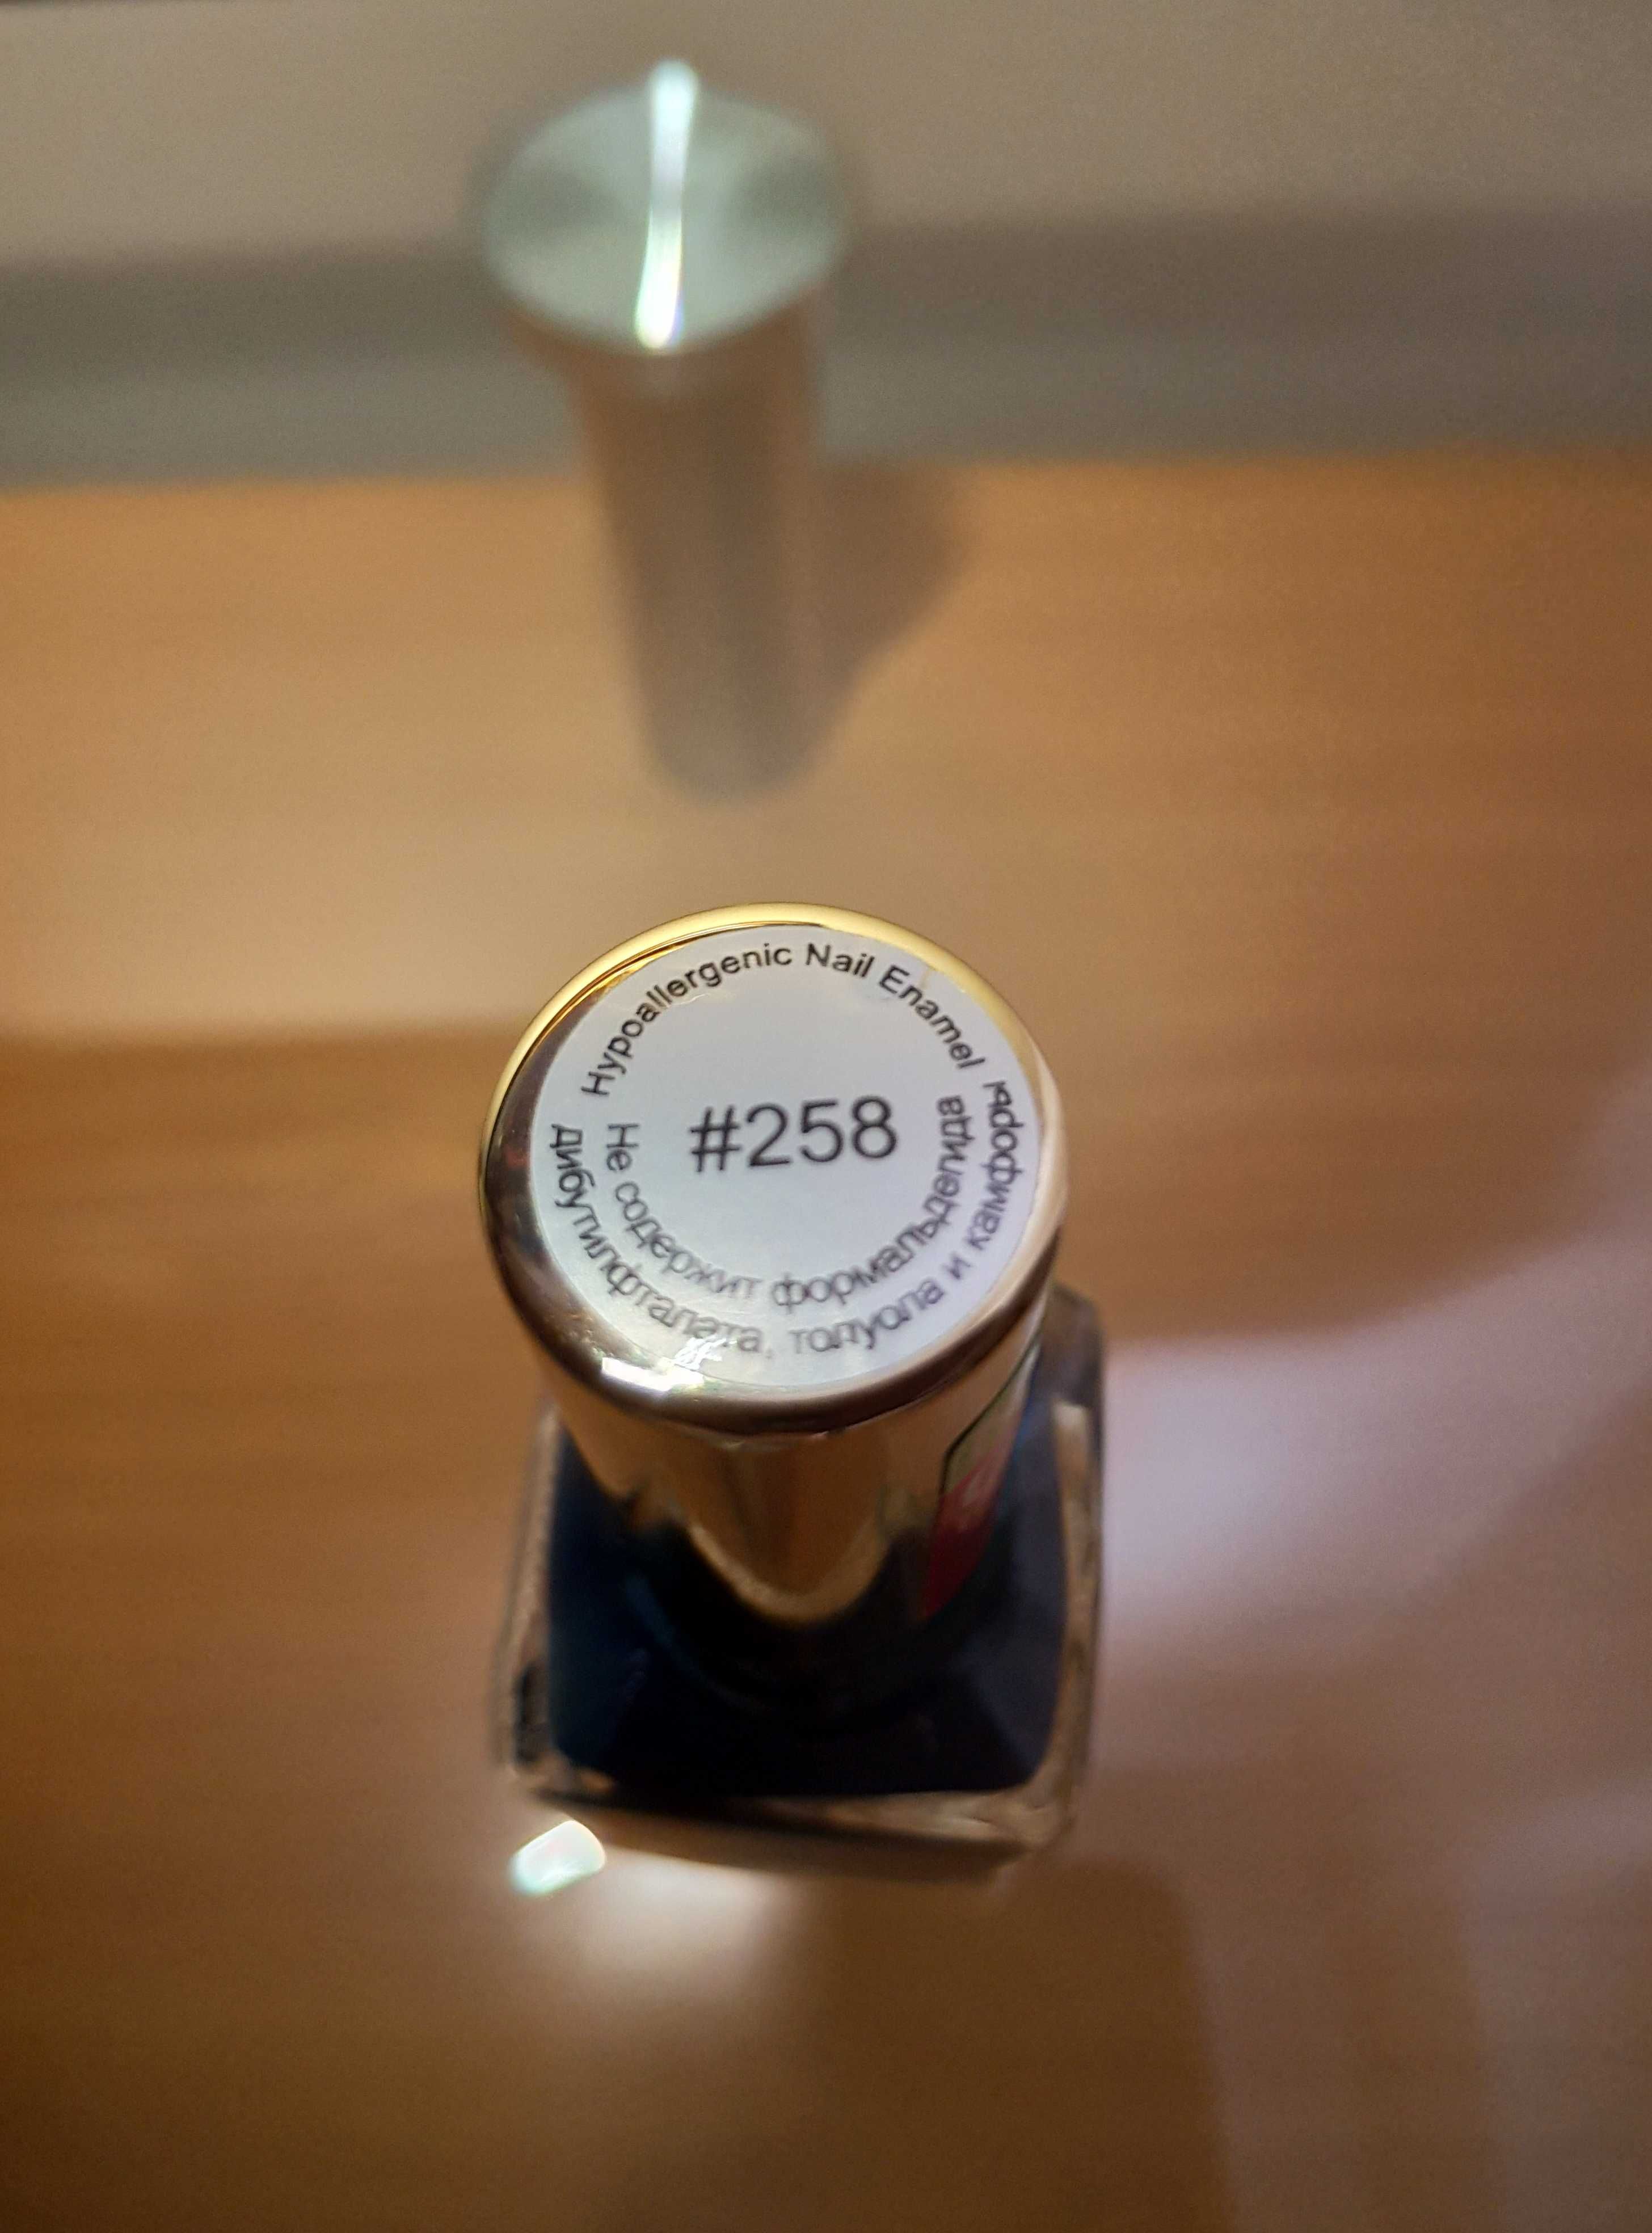 Hypoallergenic Nail Enamel
#258
Не содержит формальдегида
дибутилфталата, толуола и камфоры